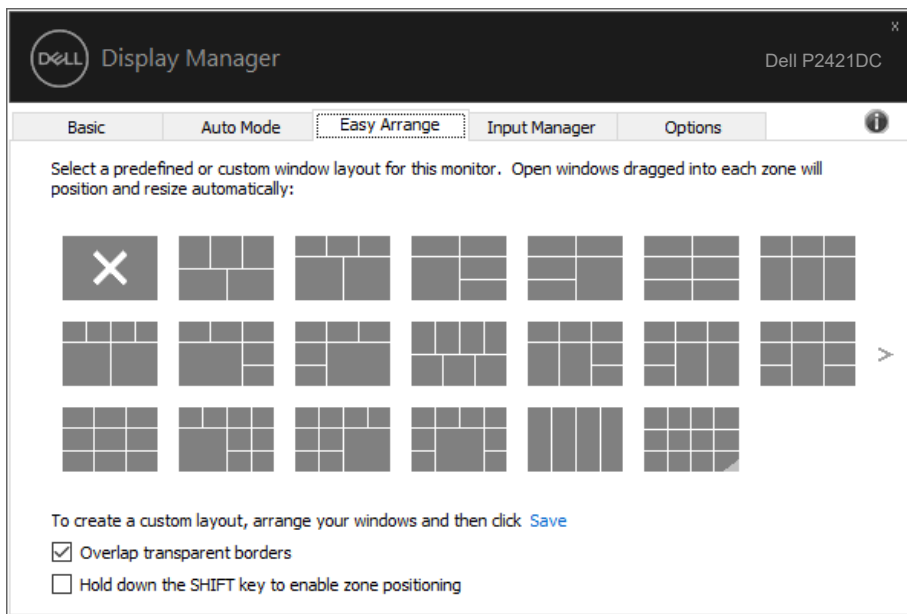 x
DELL Display Manager
Dell P2421DC
Basic Auto Mode Easy Arrange Input Manager Options i
Select a predefined or custom window layout for this monitor.  Open windows dragged into each zone will
position and resize automatically:
>
To create a custom layout, arrange your windows and then click Save
Overlap transparent borders
Hold down the SHIFT key to enable zone positioning